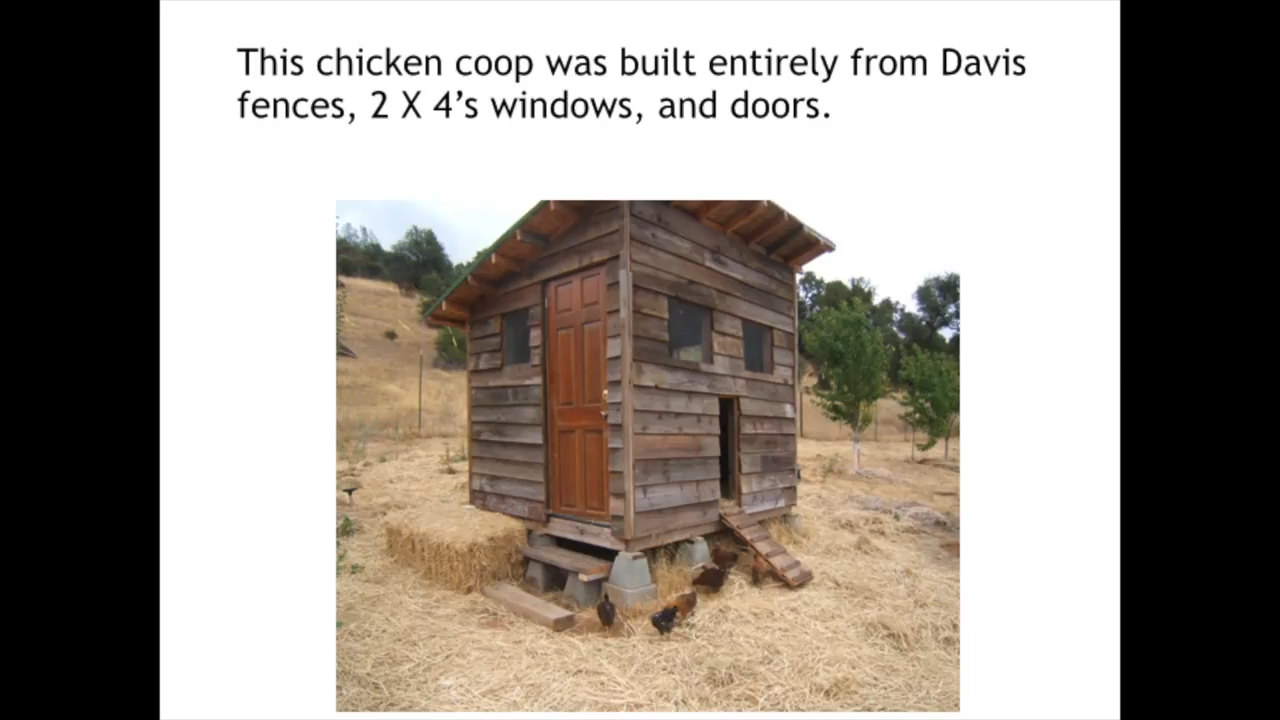 This chicken coop was built entirely from Davis
fences, 2 X 4’s windows, and doors.